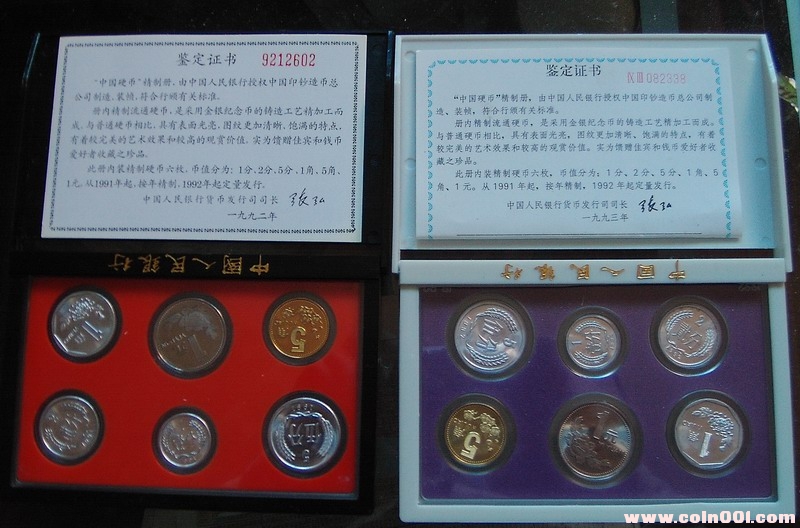 鉴定证书 9212602
“中国硬币”精制册，由中国人民银行授权中国印钞造币总
公司制造、装帧，符合行颁有关标准。
册内精制流通硬币，是采用金银纪念币的铸造工艺精加工而
成，与普通硬币相比，具有表面光亮，图纹更加清晰、饱满的特点，
有着较完美的艺术效果和较高的观赏价值。实为馈赠佳宾和钱币
爱好者收藏之珍品。
此册内装精制硬币六枚，币值分为：1分、2分、5分、1角、5角、
1元。从1991年起，按年精制，1992年起定量发行。
中国人民银行货币发行司司长
一九九二年
中國人民銀行
1
5
鉴定证书 082338
“中国硬币”精制册，由中国人民银行授权中国印钞造币总公司制
造、装帧，符合行颁有关标准。
册内精制流通硬币，是采用金银纪念币的铸造工艺精加工而成。
与普通硬币相比，具有表面光亮，图纹更加清晰、饱满的特点，有着
较完美的艺术效果和较高的观赏价值。实为馈赠佳宾和钱币爱好者收
藏之珍品。
此册内装精制硬币六枚，币值分为：1分、2分、5分、1角、5
角、1元。从1991年起，按年精制，1992年起定量发行。
中国人民银行货币发行司司长
一九九三年
中國人民銀行
5
1
www.coin001.com